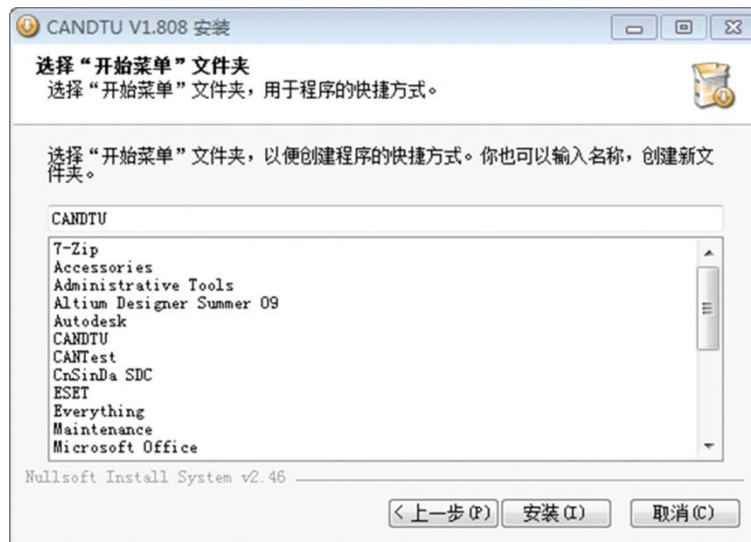 CANDTU V1.808 安装
选择“开始菜单”文件夹
选择“开始菜单”文件夹，用于程序的快捷方式。
选择“开始菜单”文件夹，以便创建程序的快捷方式。你也可以输入名称，创建新文
件夹。
CANDTU
7-Zip
Accessories
Administrative Tools
Altium Designer Summer 09
Autodesk
CANDTU
CANTest
CnSinDa SDC
ESET
Everything
Maintenance
Microsoft Office
Nullsoft Install System v2.46
< 上一步(P) 安装(I) 取消(C)